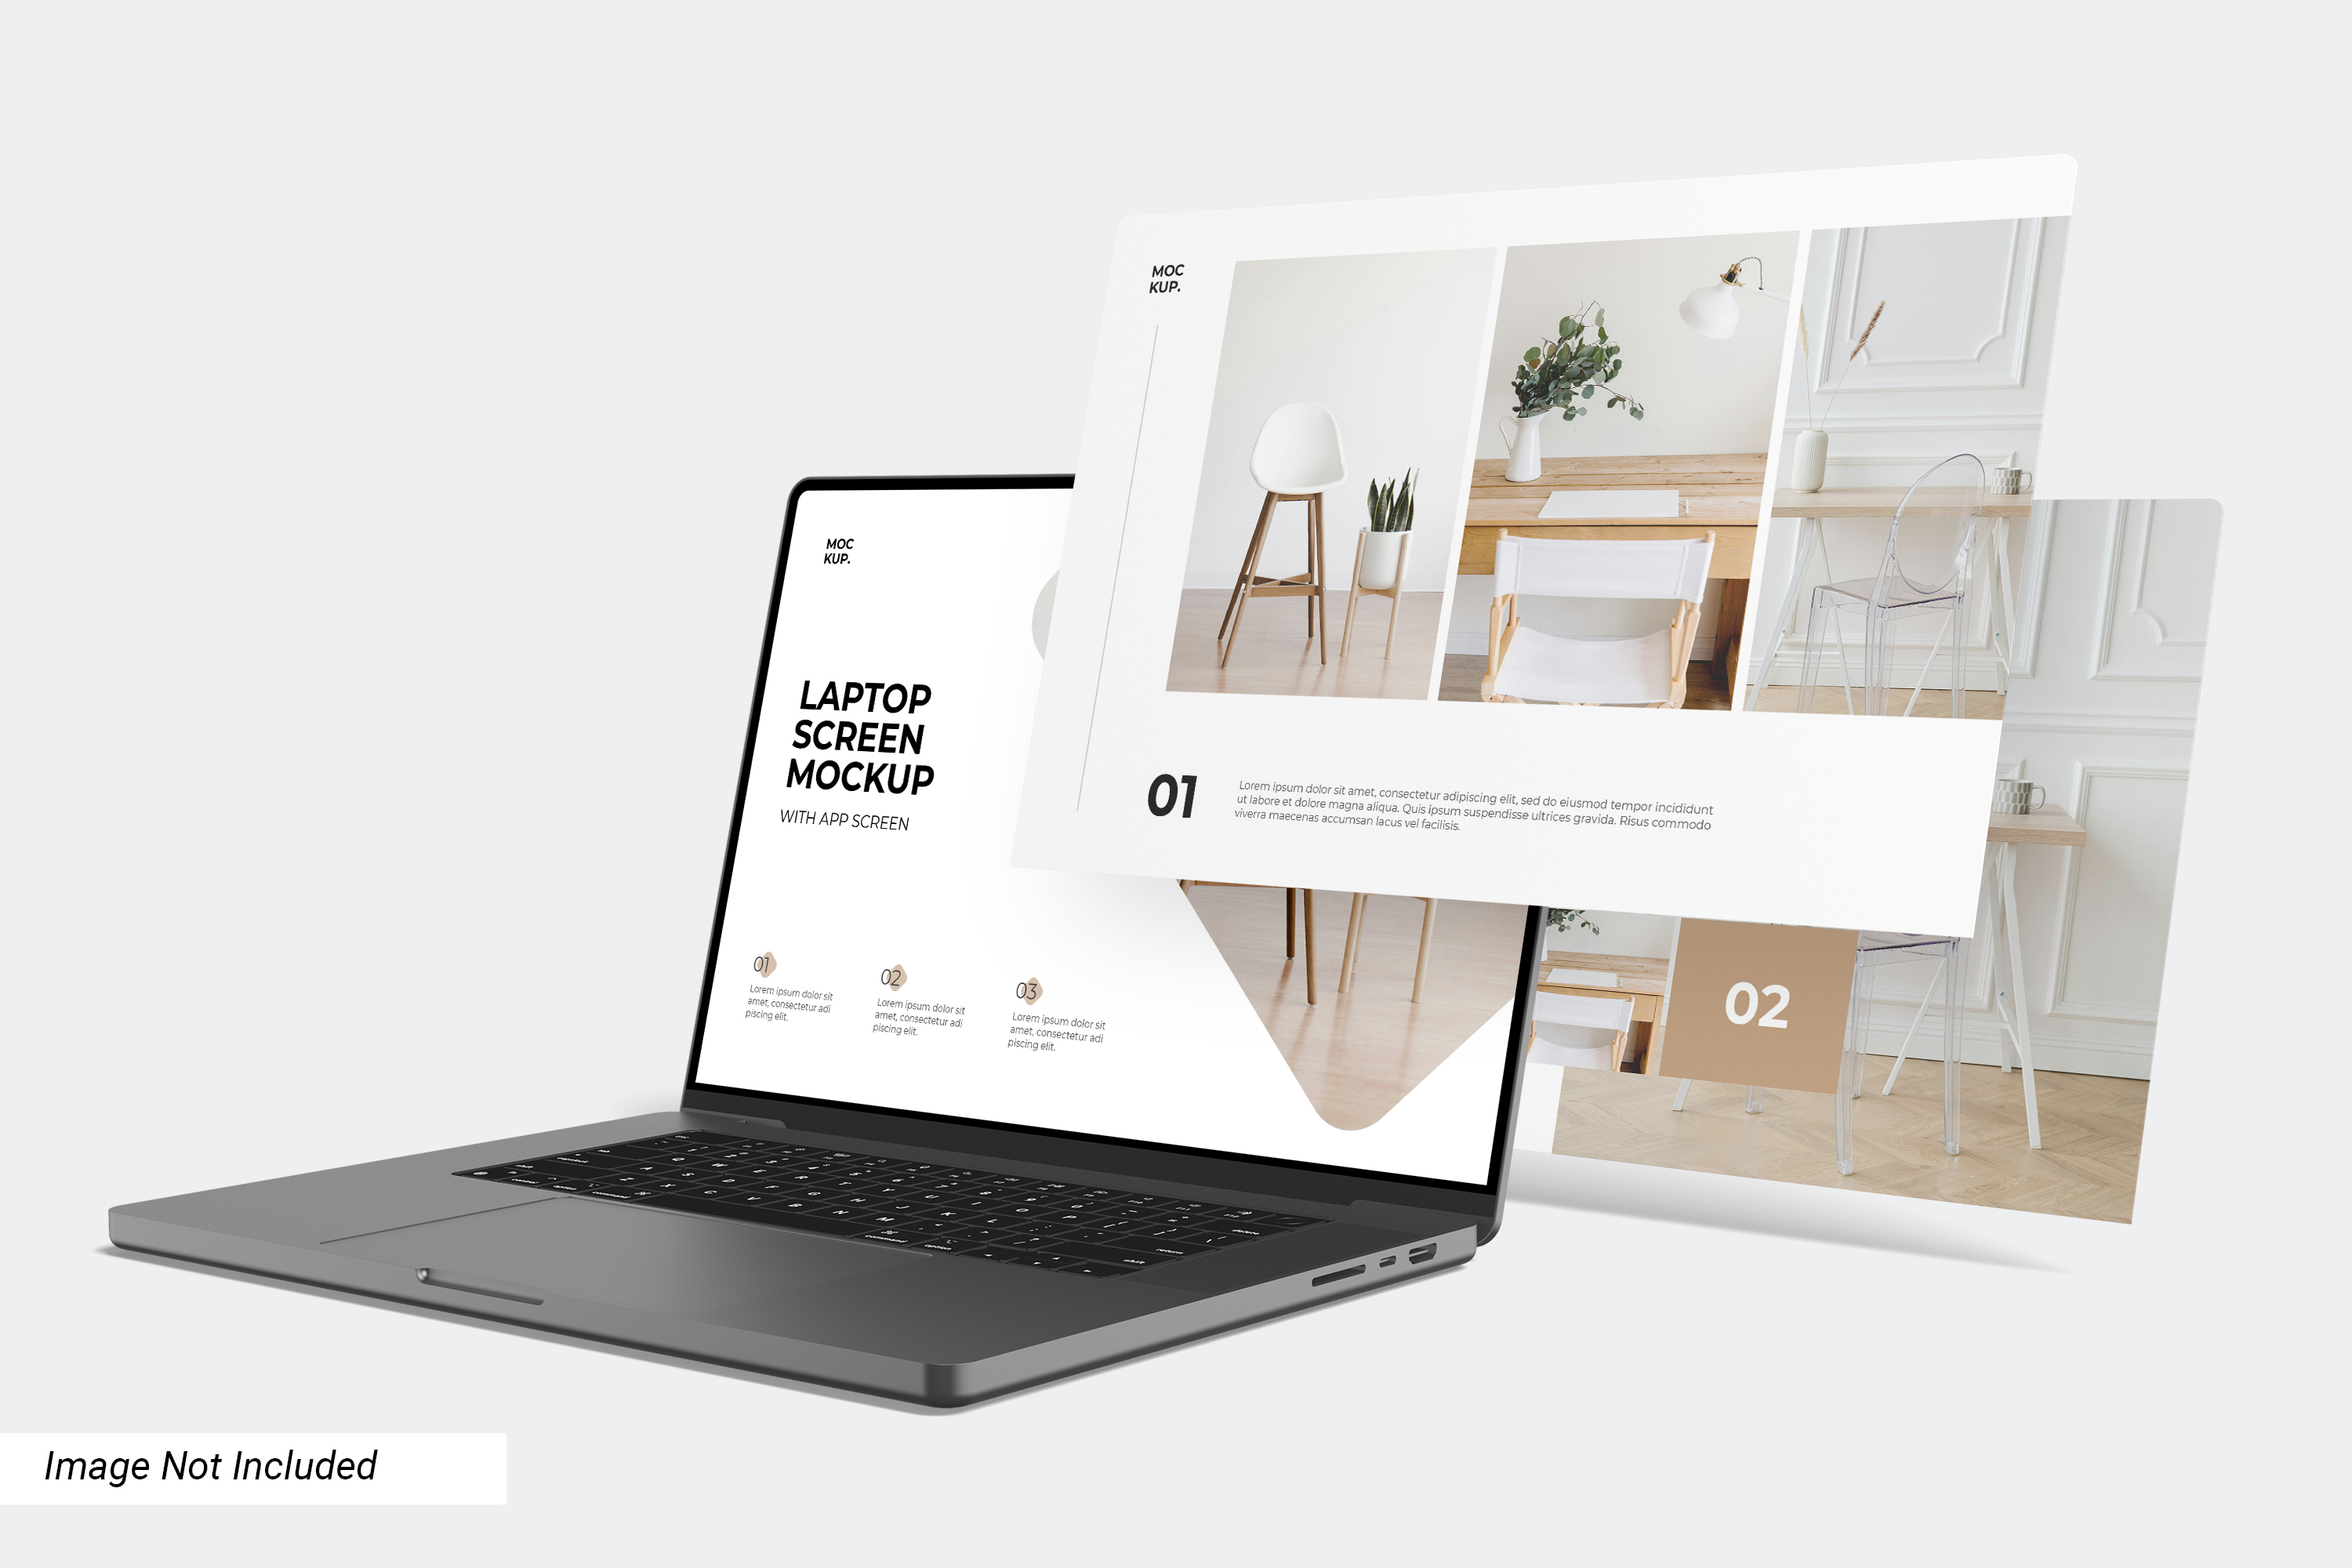 MOC
KUP.
LAPTOP
SCREEN
MOCKUP
WITH APP SCREEN
01
Lorem ipsum dolor sit
amet, consectetur adi
piscing elit.
02
Lorem ipsum dolor sit
amet, consectetur adi
piscing elit.
03
Lorem ipsum dolor sit
amet, consectetur adi
piscing elit.
MOC
KUP.
01
Lorem ipsum dolor sit amet, consectetur adipiscing elit, sed do eiusmod tempor incididunt
ut labore et dolore magna aliqua. Quis ipsum suspendisse ultrices gravida. Risus commodo
viverra maecenas accumsan lacus vel facilisis.
02
Image Not Included